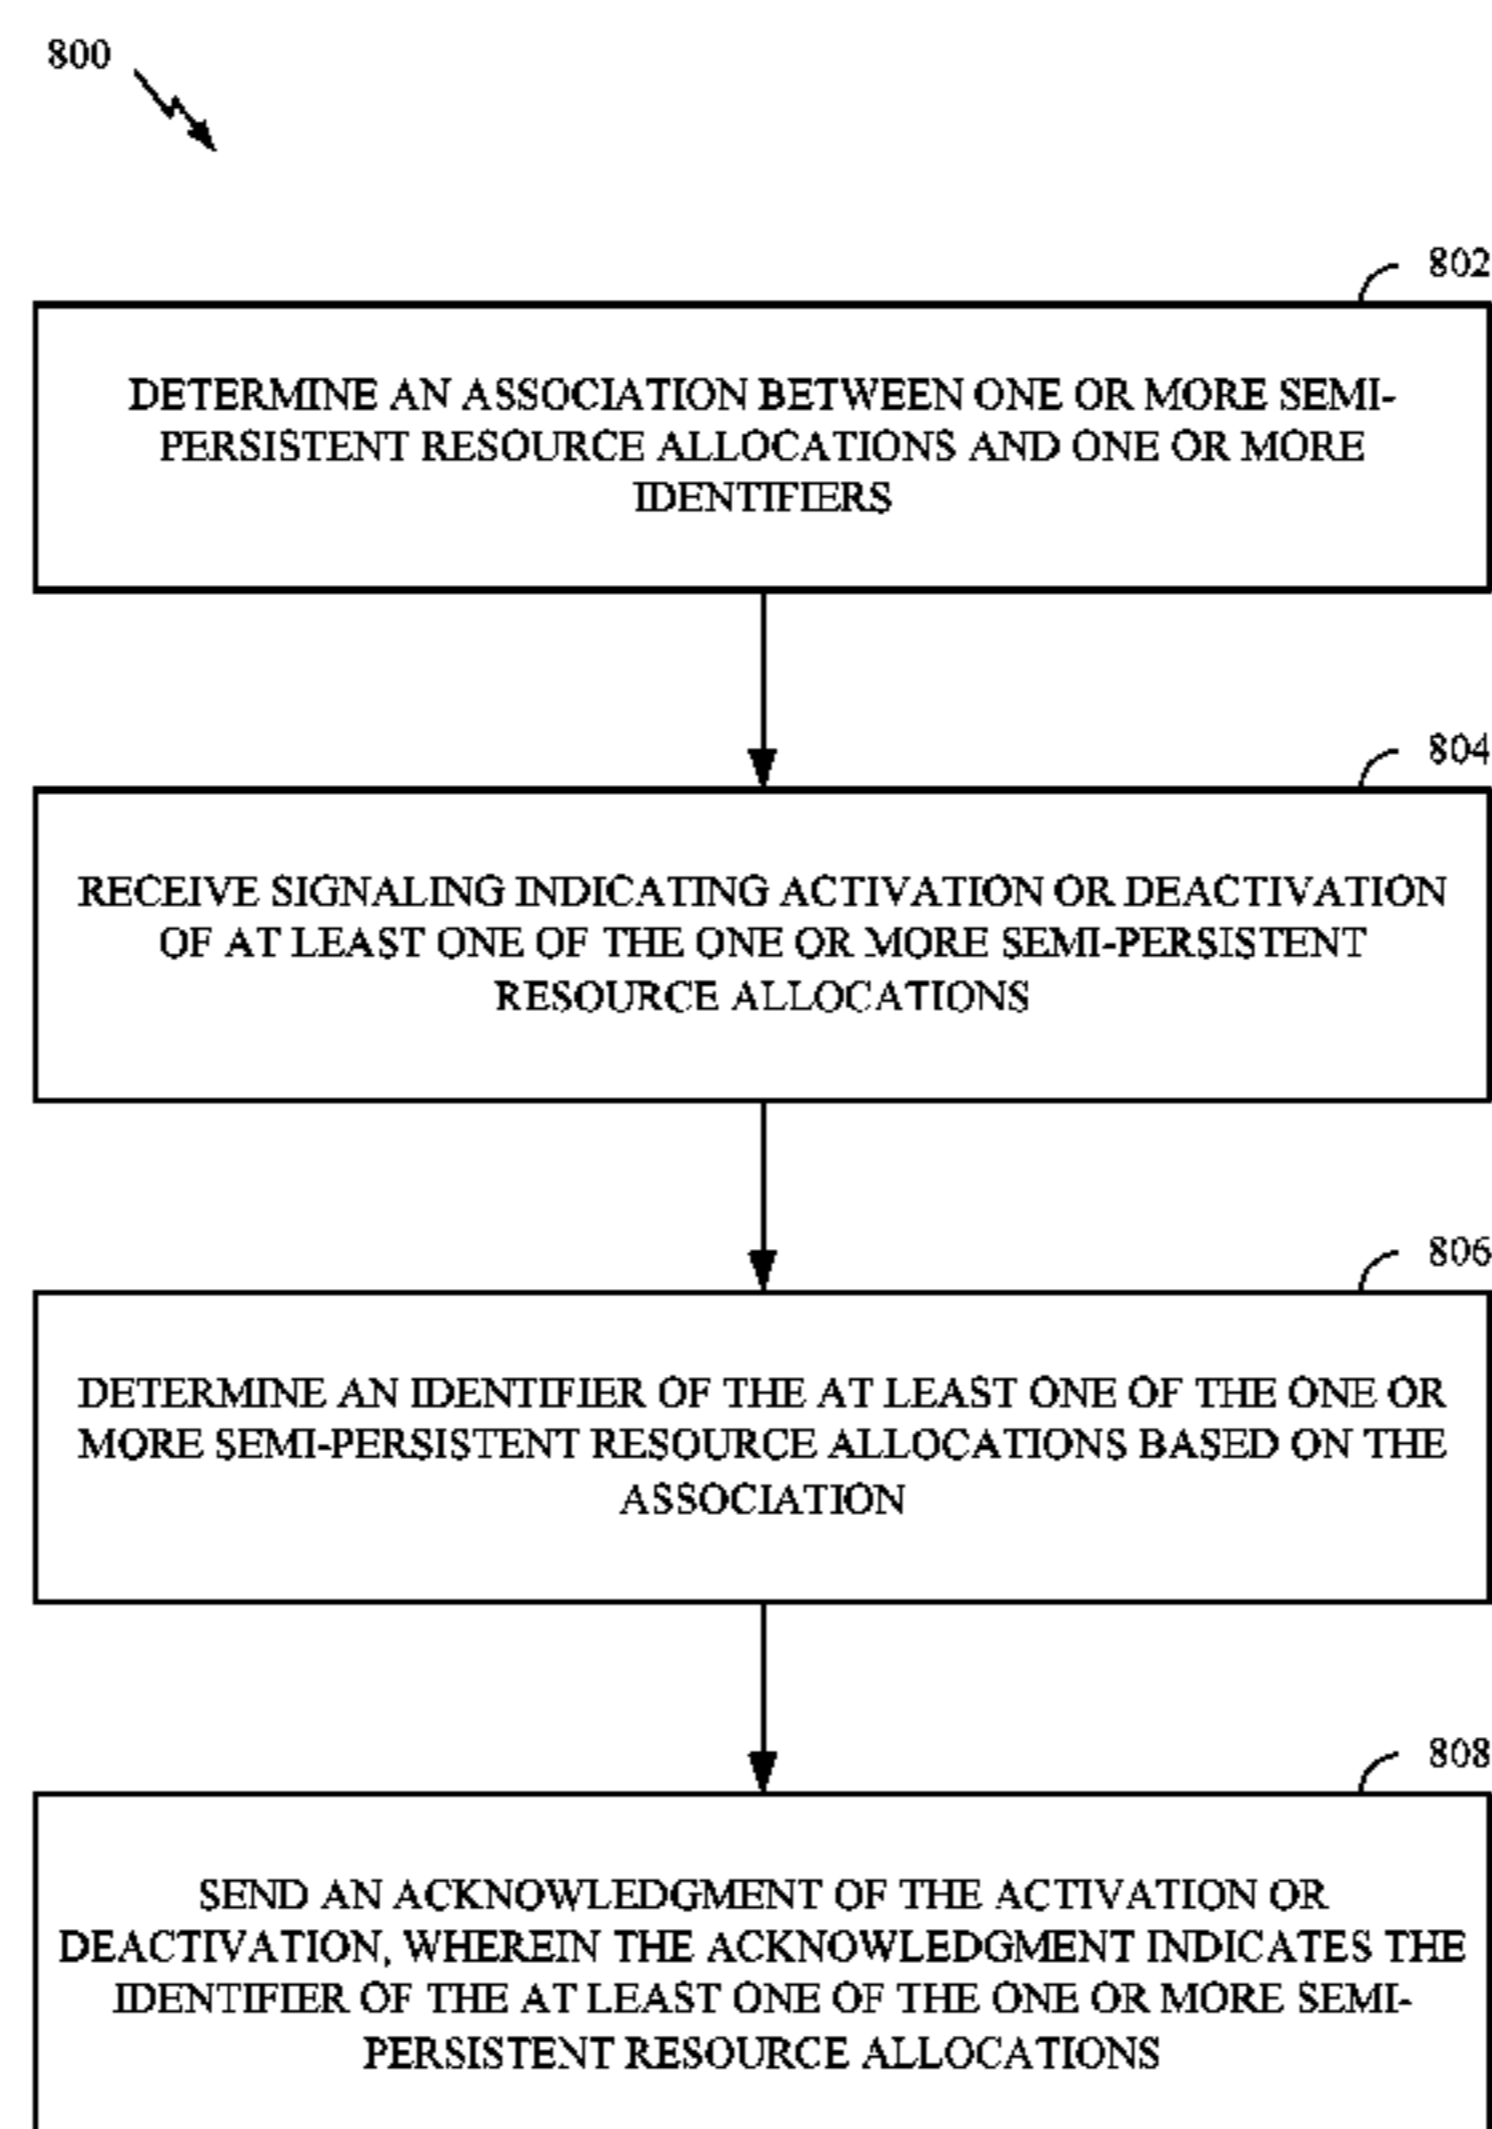 800
802
DETERMINE AN ASSOCIATION BETWEEN ONE OR MORE SEMI-
PERSISTENT RESOURCE ALLOCATIONS AND ONE OR MORE
IDENTIFIERS
804
RECEIVE SIGNALING INDICATING ACTIVATION OR DEACTIVATION
OF AT LEAST ONE OF THE ONE OR MORE SEMI-PERSISTENT
RESOURCE ALLOCATIONS
806
DETERMINE AN IDENTIFIER OF THE AT LEAST ONE OF THE ONE OR
MORE SEMI-PERSISTENT RESOURCE ALLOCATIONS BASED ON THE
ASSOCIATION
808
SEND AN ACKNOWLEDGMENT OF THE ACTIVATION OR
DEACTIVATION, WHEREIN THE ACKNOWLEDGMENT INDICATES THE
IDENTIFIER OF THE AT LEAST ONE OF THE ONE OR MORE SEMI-
PERSISTENT RESOURCE ALLOCATIONS